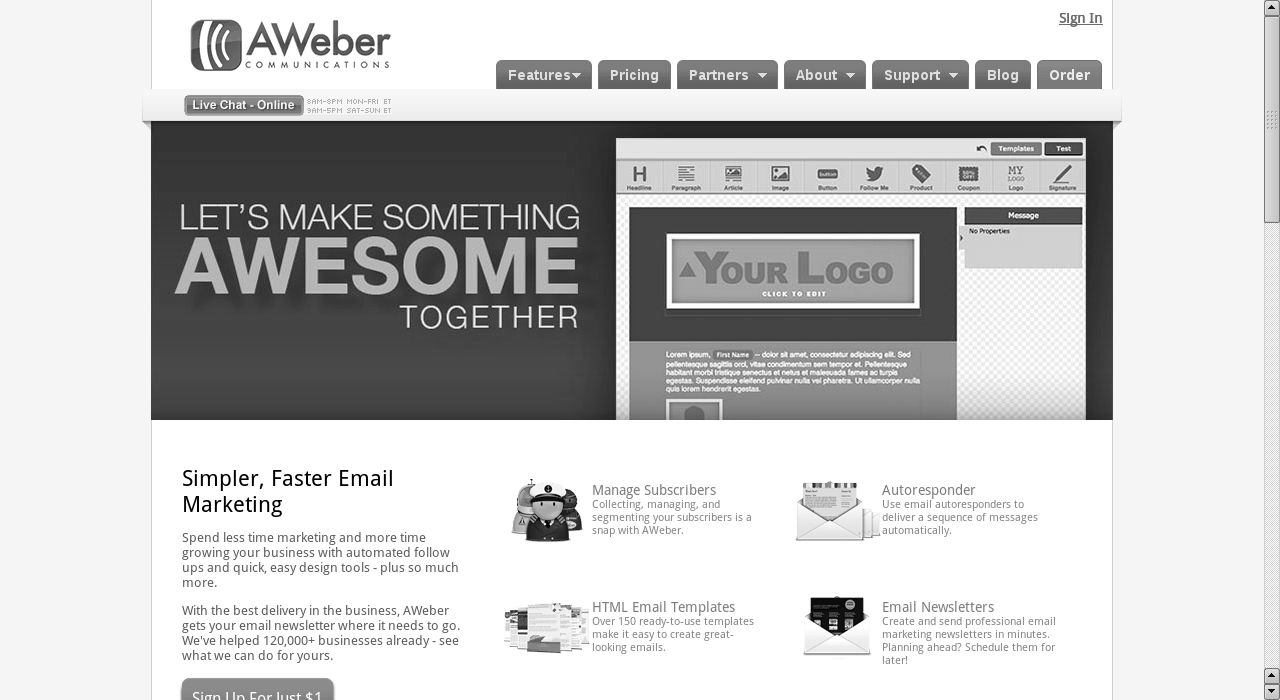 Sign In
AWeber
COMMUNICATIONS
Features Pricing Partners About Support Blog Order
Live Chat - Online
8AM-8PM MON-FRI ET
9AM-5PM SAT-SUN ET
LET'S MAKE SOMETHING
AWESOME
TOGETHER
Templates Test
Headline Paragraph Article Image Button Follow Me Product Coupon Logo Signature
H
button
50%
OFF
MY
LOGO
Message
No Properties
YOUR LOGO
CLICK TO EDIT
Lorem ipsum, First Name -- dolor sit amet, consectetur adipiscing elit. Sed
pellentesque sagittis orci, vitae condimentum sem tempor et. Pellentesque
habitant morbi tristique senectus et netus et malesuada fames ac turpis
egestas. Suspendisse eleifend pulvinar nulla vel pharetra. Ut ullamcorper nulla
quis lorem hendrerit egestas.
Simpler, Faster Email
Marketing
Spend less time marketing and more time
growing your business with automated follow
ups and quick, easy design tools - plus so much
more.
With the best delivery in the business, AWeber
gets your email newsletter where it needs to go.
We've helped 120,000+ businesses already - see
what we can do for yours.
Sign Up For Just $1
Manage Subscribers
Collecting, managing, and
segmenting your subscribers is a
snap with AWeber.
Autoresponder
Use email autoresponders to
deliver a sequence of messages
automatically.
HTML Email Templates
Over 150 ready-to-use templates
make it easy to create great-
looking emails.
Email Newsletters
Create and send professional email
marketing newsletters in minutes.
Planning ahead? Schedule them for
later!